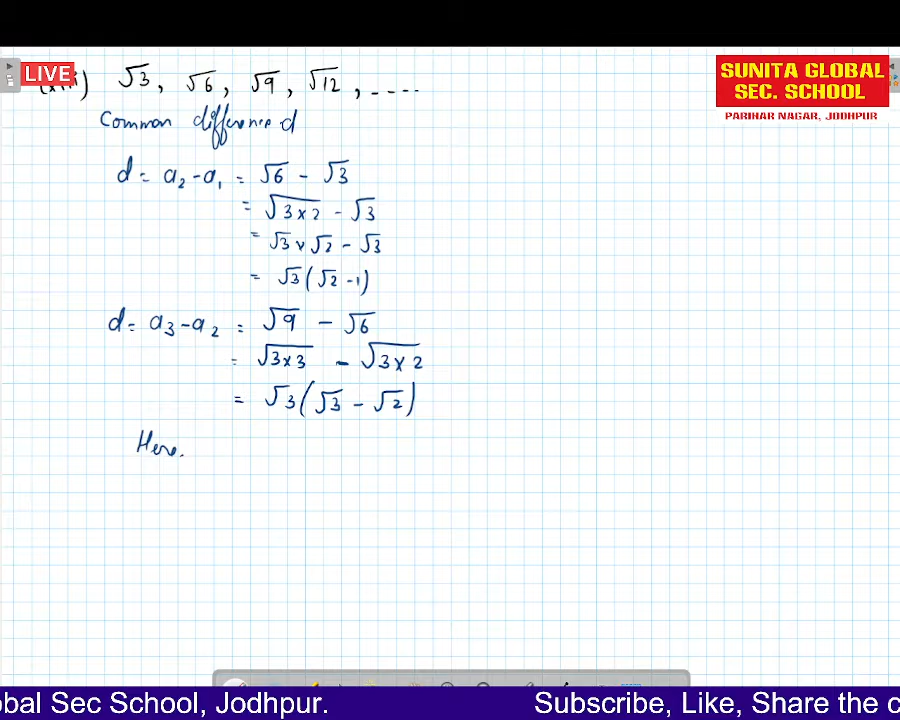 LIVE
(xiii) √3, √6, √9, √12, .....
SUNITA GLOBAL
SEC. SCHOOL
PARIHAR NAGAR, JODHPUR
Common difference d
d = a₂ - a₁ = √6 - √3
= √3×2 - √3
= √3 × √2 - √3
= √3 (√2 - 1)
d = a₃ - a₂ = √9 - √6
= √3×3 - √3×2
= √3 (√3 - √2)
Here.
obal Sec School, Jodhpur. Subscribe, Like, Share the c